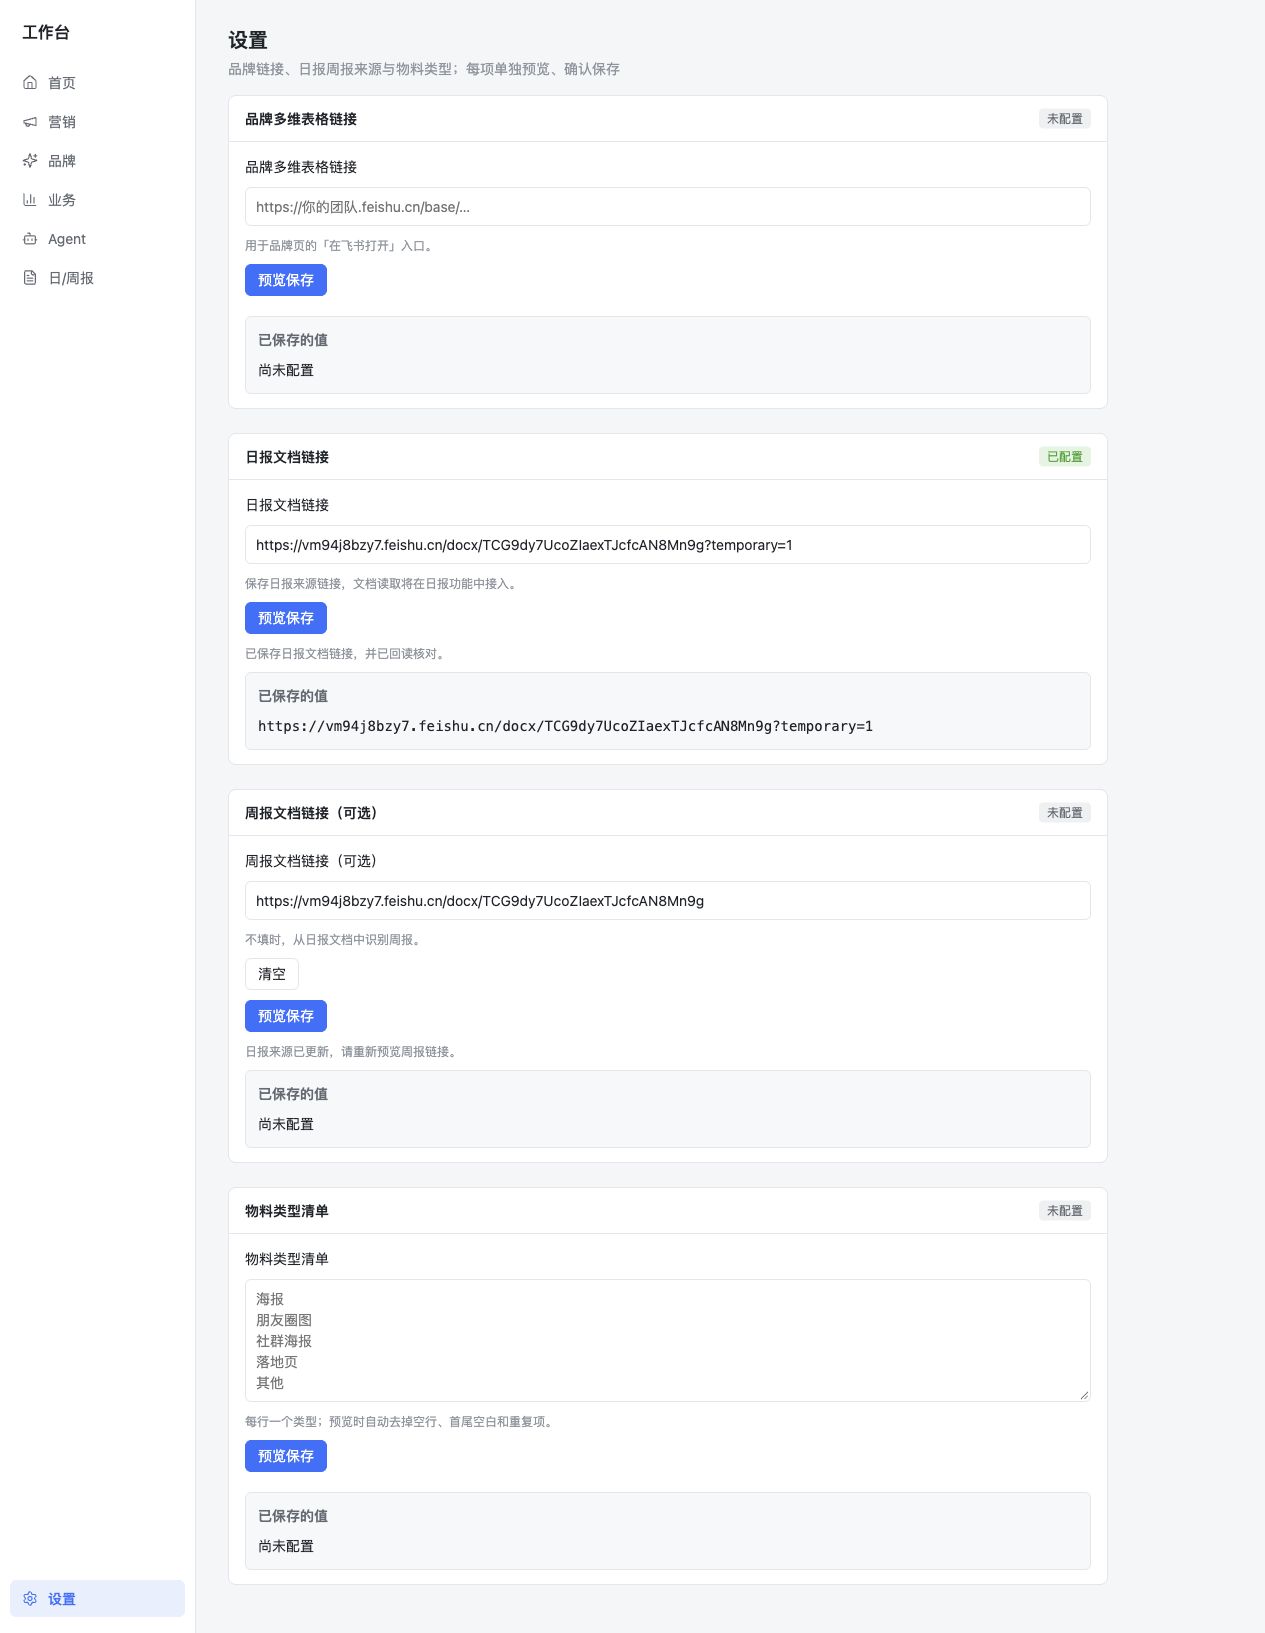 工作台
首页
营销
品牌
业务
Agent
日/周报
设置
设置
品牌链接、日报周报来源与物料类型；每项单独预览、确认保存
品牌多维表格链接
未配置
品牌多维表格链接
https://你的团队.feishu.cn/base/...
用于品牌页的「在飞书打开」入口。
预览保存
已保存的值
尚未配置
日报文档链接
已配置
日报文档链接
https://vm94j8bzy7.feishu.cn/docx/TCG9dy7UcoZIaexTJcfcAN8Mn9g?temporary=1
保存日报来源链接，文档读取将在日报功能中接入。
预览保存
已保存日报文档链接，并已回读核对。
已保存的值
https://vm94j8bzy7.feishu.cn/docx/TCG9dy7UcoZIaexTJcfcAN8Mn9g?temporary=1
周报文档链接（可选）
未配置
周报文档链接（可选）
https://vm94j8bzy7.feishu.cn/docx/TCG9dy7UcoZIaexTJcfcAN8Mn9g
不填时，从日报文档中识别周报。
清空
预览保存
日报来源已更新，请重新预览周报链接。
已保存的值
尚未配置
物料类型清单
未配置
物料类型清单
海报
朋友圈图
社群海报
落地页
其他
每行一个类型；预览时自动去掉空行、首尾空白和重复项。
预览保存
已保存的值
尚未配置